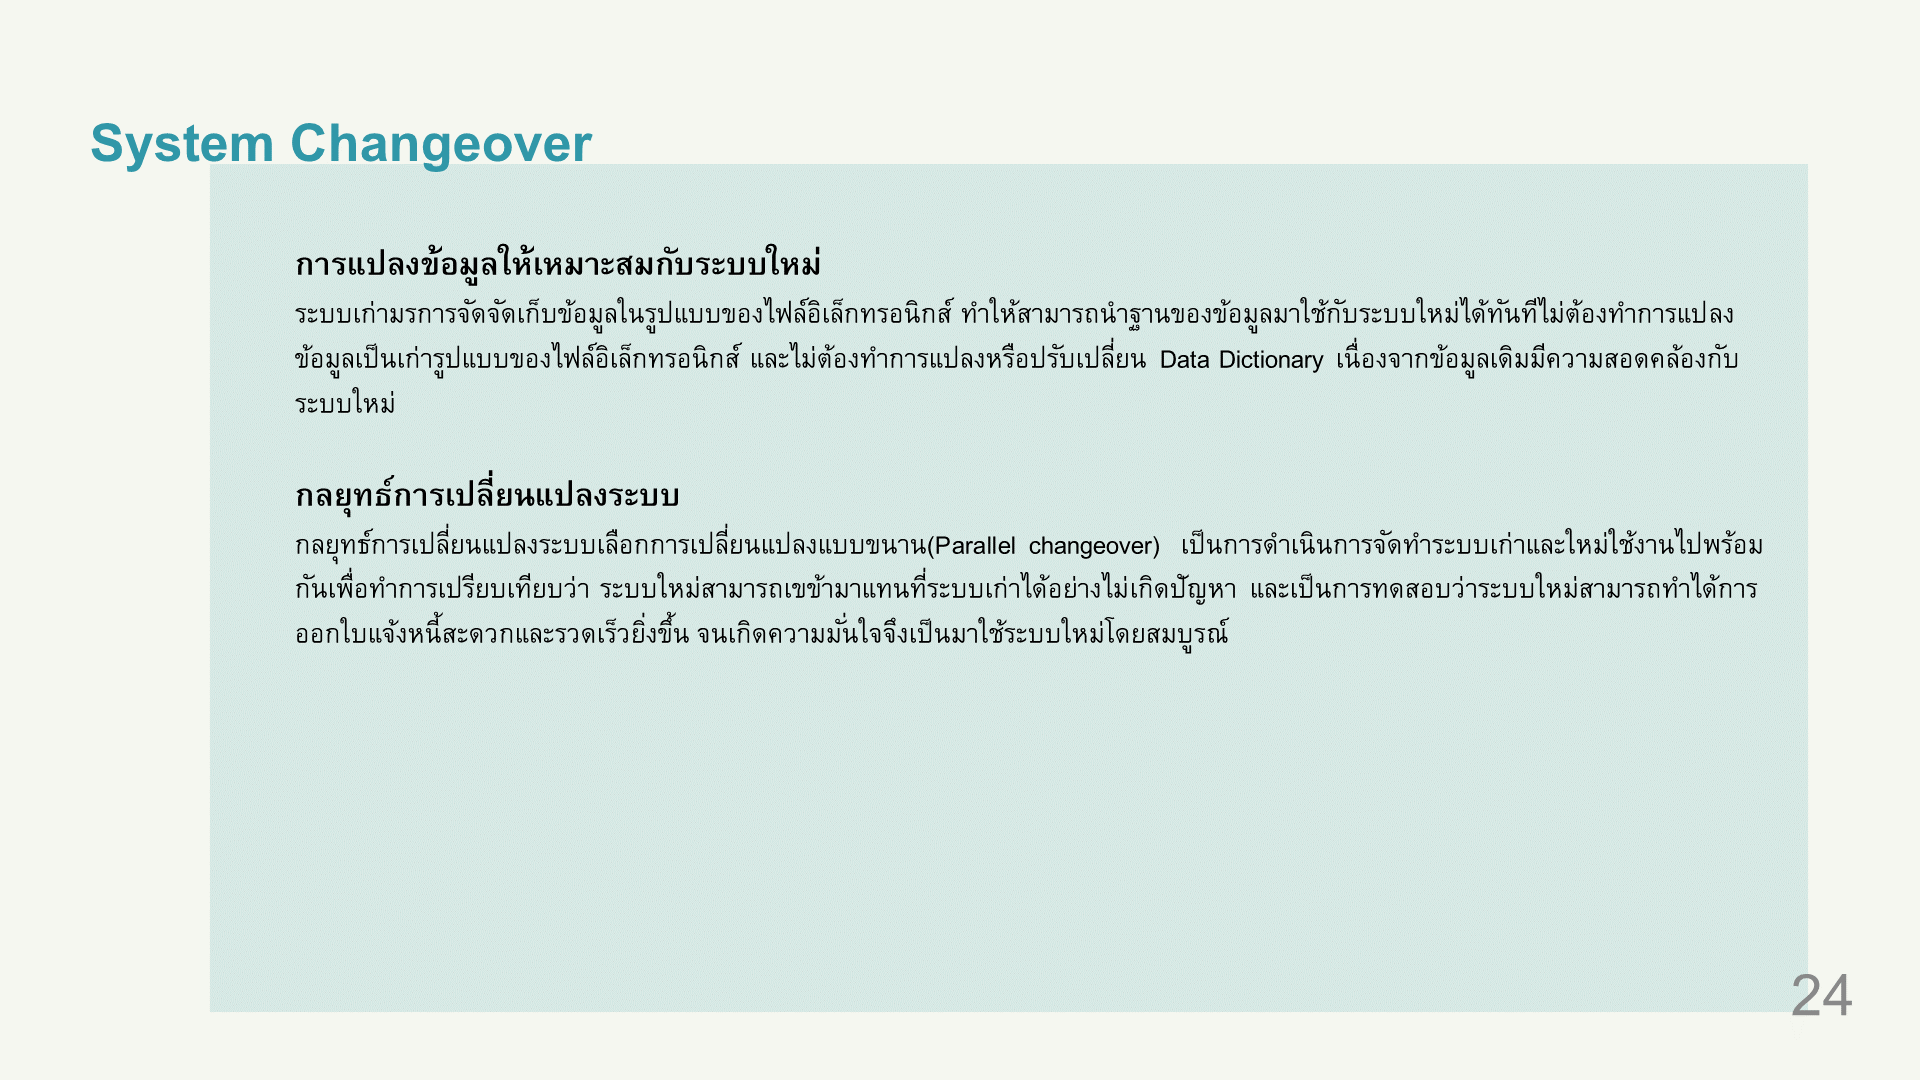 System Changeover
การแปลงข้อมูลให้เหมาะสมกับระบบใหม่
ระบบเก่ามรการจัดจัดเก็บข้อมูลในรูปแบบของไฟล์อิเล็กทรอนิกส์ ทำให้สามารถนำฐานของข้อมูลมาใช้กับระบบใหม่ได้ทันทีไม่ต้องทำการแปลง
ข้อมูลเป็นเก่ารูปแบบของไฟล์อิเล็กทรอนิกส์ และไม่ต้องทำการแปลงหรือปรับเปลี่ยน Data Dictionary เนื่องจากข้อมูลเดิมมีความสอดคล้องกับ
ระบบใหม่
กลยุทธ์การเปลี่ยนแปลงระบบ
กลยุทธ์การเปลี่ยนแปลงระบบเลือกการเปลี่ยนแปลงแบบขนาน(Parallel changeover) เป็นการดำเนินการจัดทำระบบเก่าและใหม่ใช้งานไปพร้อม
กันเพื่อทำการเปรียบเทียบว่า ระบบใหม่สามารถเขข้ามาแทนที่ระบบเก่าได้อย่างไม่เกิดปัญหา และเป็นการทดสอบว่าระบบใหม่สามารถทำได้การ
ออกใบแจ้งหนี้สะดวกและรวดเร็วยิ่งขึ้น จนเกิดความมั่นใจจึงเป็นมาใช้ระบบใหม่โดยสมบูรณ์
24